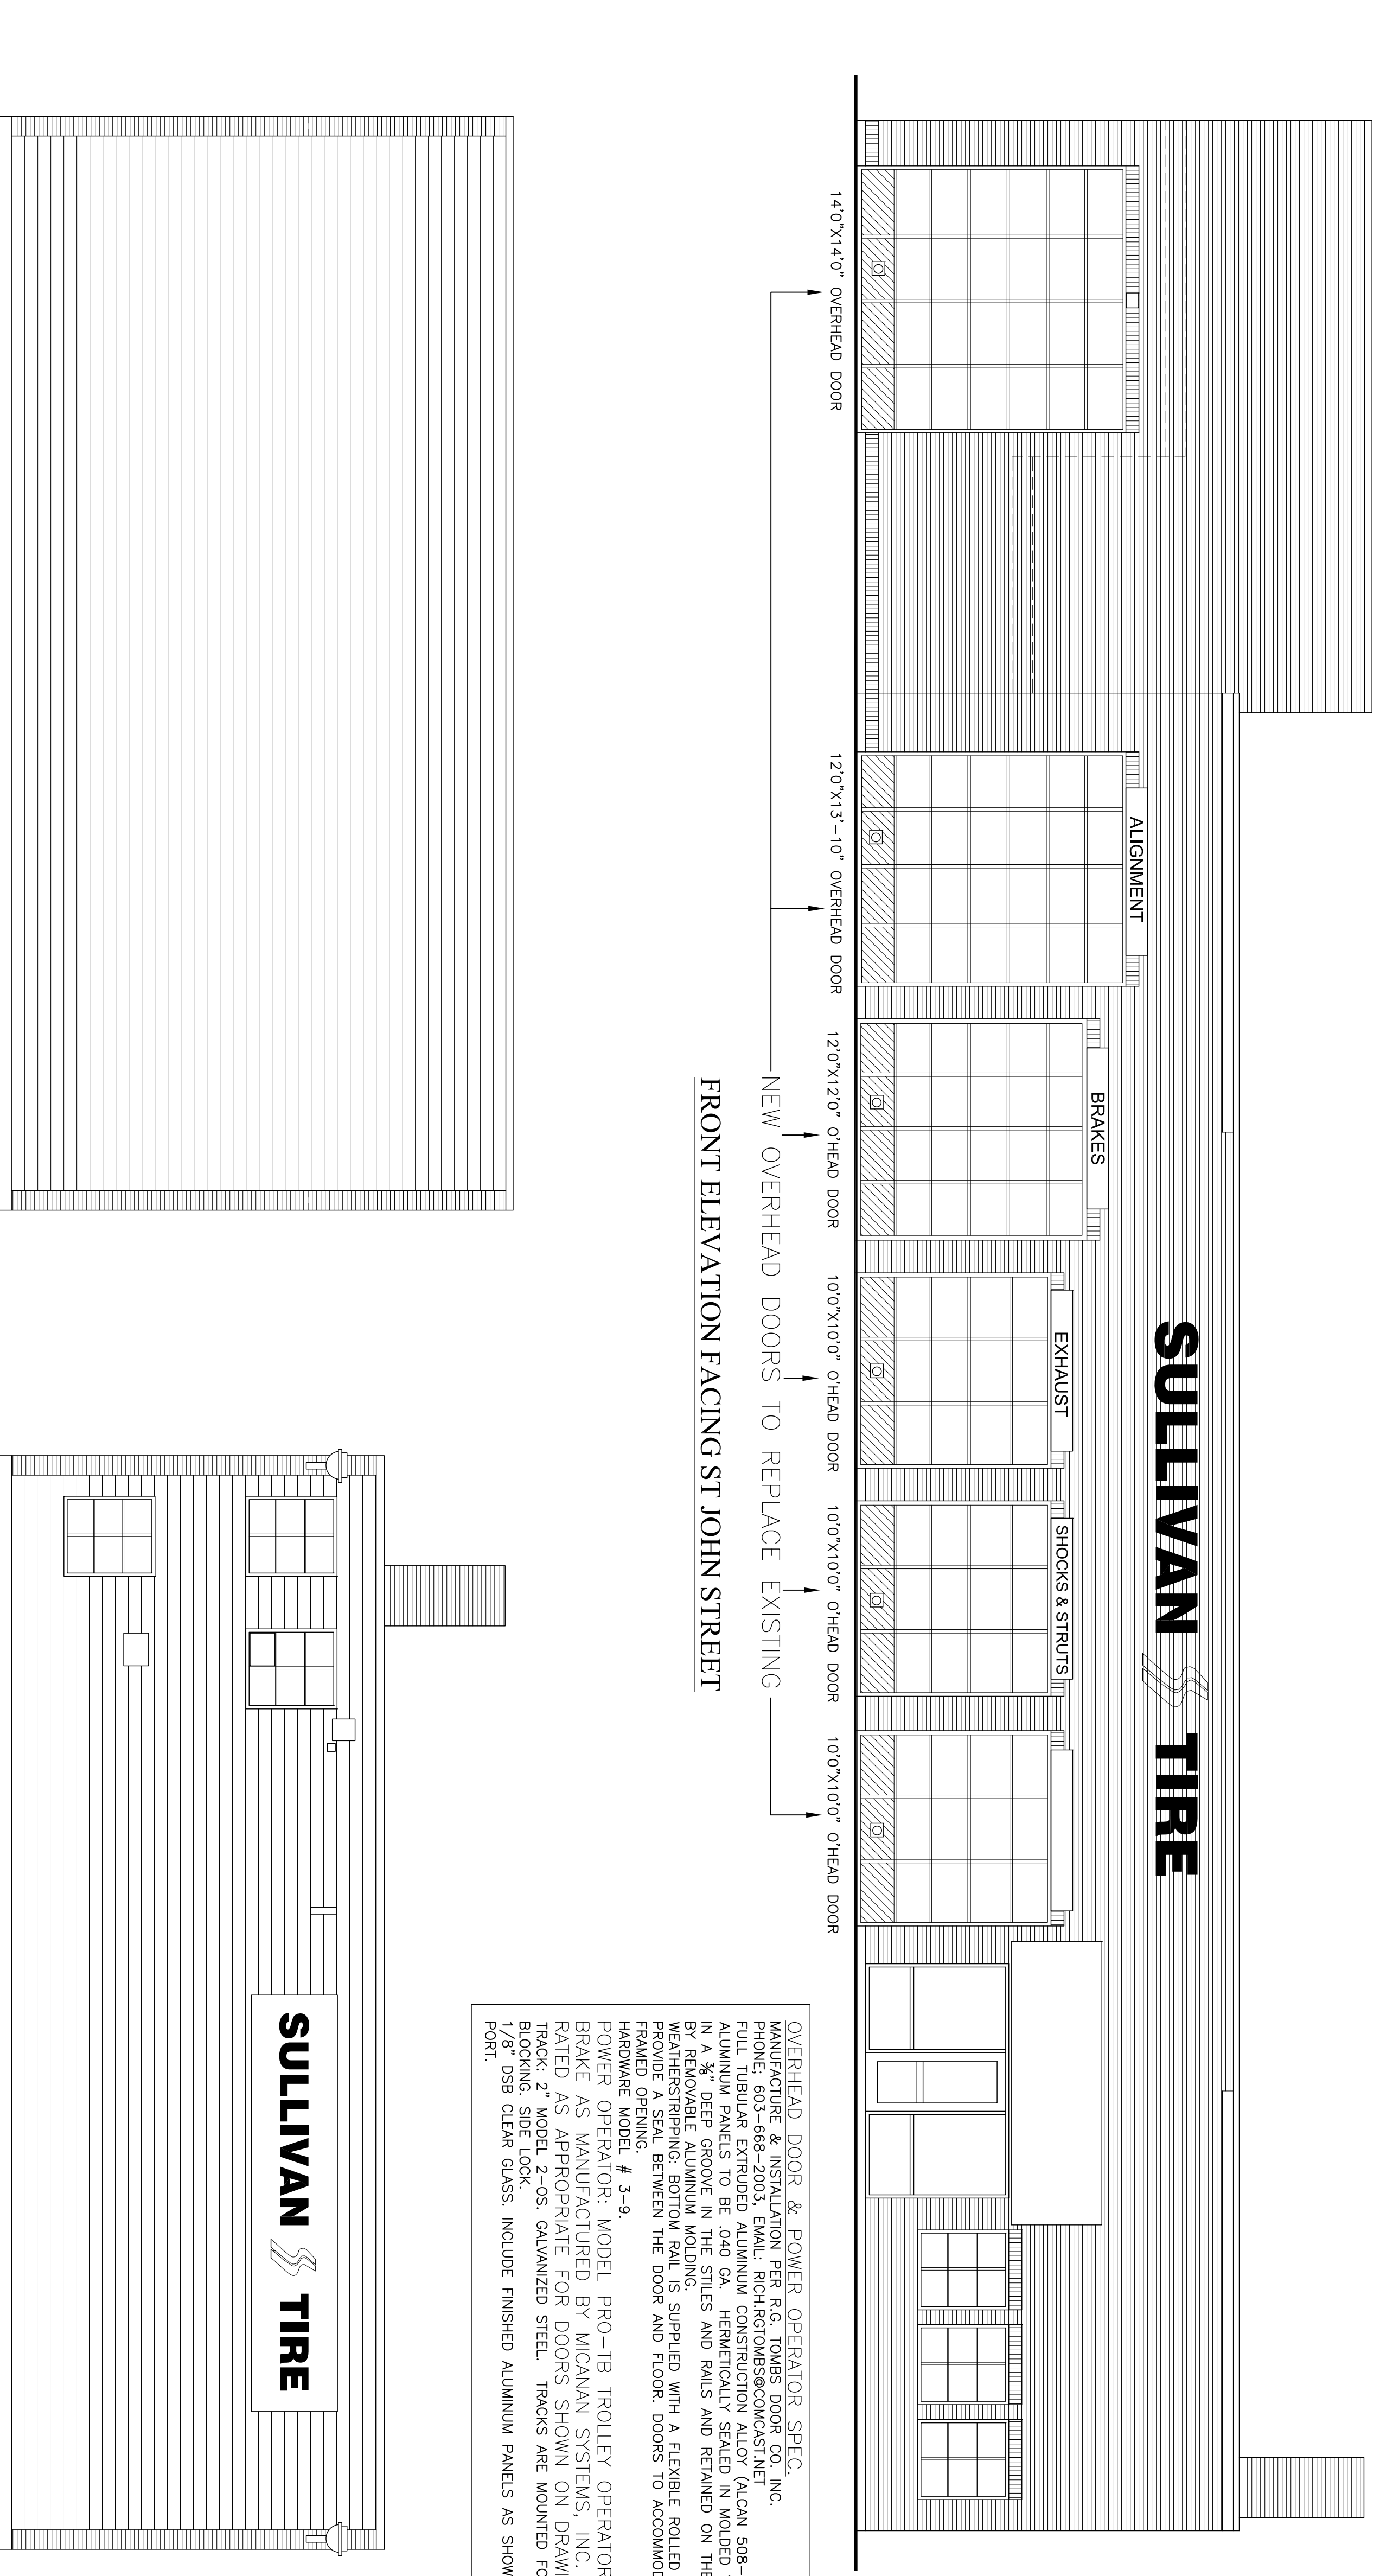 SULLIVAN TIRE
ALIGNMENT
BRAKES
EXHAUST
SHOCKS & STRUTS
14'0"X14'0" OVERHEAD DOOR
12'0"X13'-10" OVERHEAD DOOR
12'0"X12'0" O'HEAD DOOR
10'0"X10'0" O'HEAD DOOR
10'0"X10'0" O'HEAD DOOR
10'0"X10'0" O'HEAD DOOR
NEW OVERHEAD DOORS TO REPLACE EXISTING
FRONT ELEVATION FACING ST JOHN STREET
OVERHEAD DOOR & POWER OPERATOR SPEC.
MANUFACTURE & INSTALLATION PER R.G. TOMBS DOOR CO. INC.
PHONE; 603-668-2003, EMAIL: RICH.RGTOMBS@COMCAST.NET
FULL TUBULAR EXTRUDED ALUMINUM CONSTRUCTION ALLOY (ALCAN 508-
ALUMINUM PANELS TO BE .040 GA. HERMETICALLY SEALED IN MOLDED
IN A ⅜" DEEP GROOVE IN THE STILES AND RAILS AND RETAINED ON THE
BY REMOVABLE ALUMINUM MOLDING.
WEATHERSTRIPPING: BOTTOM RAIL IS SUPPLIED WITH A FLEXIBLE ROLLED
PROVIDE A SEAL BETWEEN THE DOOR AND FLOOR. DOORS TO ACCOMMOD
FRAMED OPENING.
HARDWARE MODEL # 3-9.
POWER OPERATOR: MODEL PRO-TB TROLLEY OPERATOR
BRAKE AS MANUFACTURED BY MICANAN SYSTEMS, INC.
RATED AS APPROPRIATE FOR DOORS SHOWN ON DRAWI
TRACK: 2" MODEL 2-OS. GALVANIZED STEEL. TRACKS ARE MOUNTED FO
BLOCKING. SIDE LOCK.
1/8" DSB CLEAR GLASS. INCLUDE FINISHED ALUMINUM PANELS AS SHOW
PORT.
SULLIVAN TIRE